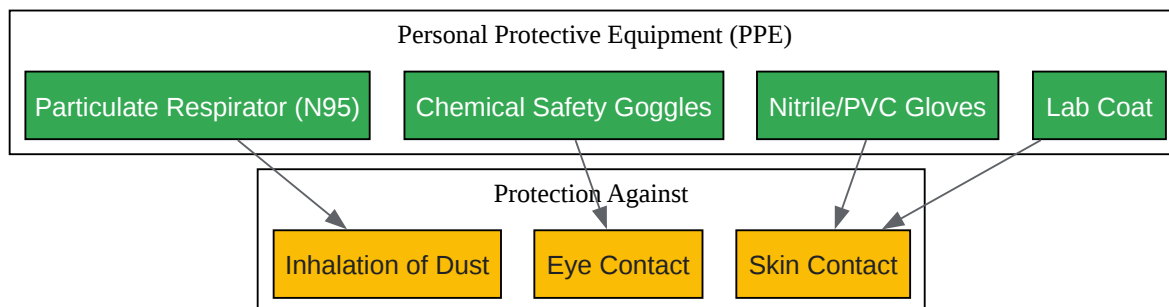 Personal Protective Equipment (PPE)
Particulate Respirator (N95)
Chemical Safety Goggles
Nitrile/PVC Gloves
Lab Coat
Protection Against
Inhalation of Dust
Eye Contact
Skin Contact